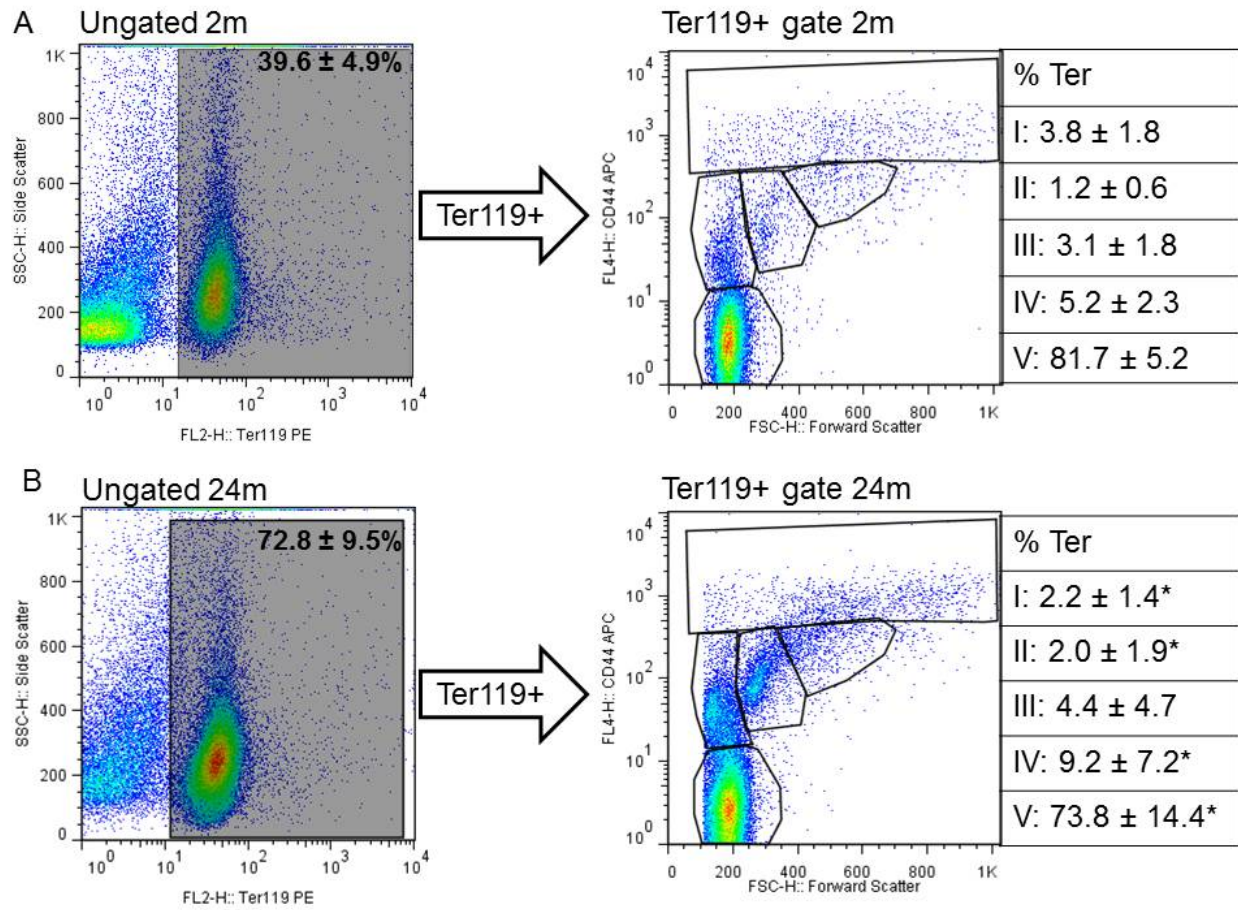 A
Ungated 2m
39.6 ± 4.9%
1K
800
600
400
200
0
SSC-H:: Side Scatter
10^0 10^1 10^2 10^3 10^4
FL2-H:: Ter119 PE
Ter119+
Ter119+ gate 2m
10^4
10^3
10^2
10^1
10^0
FL4-H:: CD44 APC
0 200 400 600 800 1K
FSC-H:: Forward Scatter
% Ter
I: 3.8 ± 1.8
II: 1.2 ± 0.6
III: 3.1 ± 1.8
IV: 5.2 ± 2.3
V: 81.7 ± 5.2
B
Ungated 24m
72.8 ± 9.5%
1K
800
600
400
200
0
SSC-H:: Side Scatter
10^0 10^1 10^2 10^3 10^4
FL2-H:: Ter119 PE
Ter119+
Ter119+ gate 24m
10^4
10^3
10^2
10^1
10^0
FL4-H:: CD44 APC
0 200 400 600 800 1K
FSC-H:: Forward Scatter
% Ter
I: 2.2 ± 1.4*
II: 2.0 ± 1.9*
III: 4.4 ± 4.7
IV: 9.2 ± 7.2*
V: 73.8 ± 14.4*